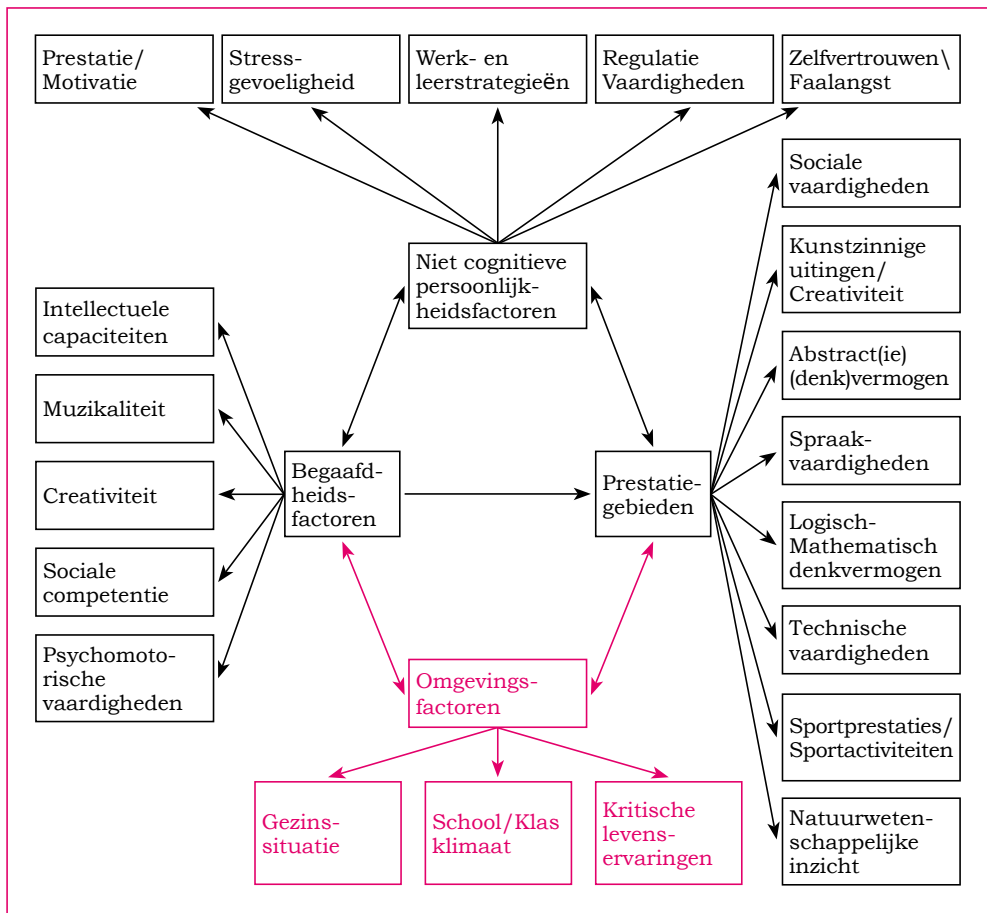 Prestatie/
Motivatie
Stress-
gevoeligheid
Werk- en
leerstrategieën
Regulatie
Vaardigheden
Zelfvertrouwen\
Faalangst
Sociale
vaardigheden
Kunstzinnige
uitingen/
Creativiteit
Niet cognitieve
persoonlijk-
heidsfactoren
Intellectuele
capaciteiten
Abstract(ie)
(denk)vermogen
Muzikaliteit
Spraak-
vaardigheden
Begaafd-
heids-
factoren
Prestatie-
gebieden
Creativiteit
Logisch-
Mathematisch
denkvermogen
Sociale
competentie
Technische
vaardigheden
Psychomoto-
rische
vaardigheden
Omgevings-
factoren
Sportprestaties/
Sportactiviteiten
Gezins-
situatie
School/Klas
klimaat
Kritische
levens-
ervaringen
Natuurweten-
schappelijke
inzicht